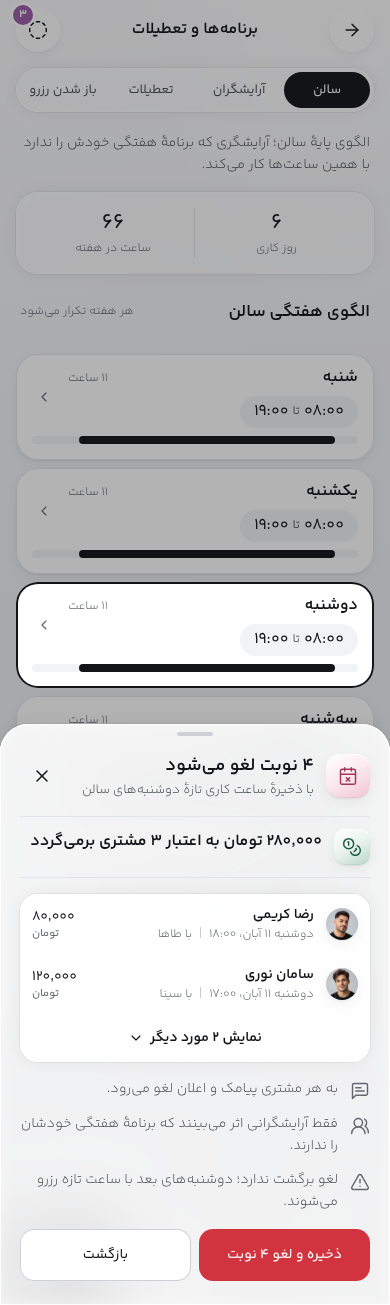 برنامه‌ها و تعطیلات
۳
سالن
آرایشگران
تعطیلات
باز شدن رزرو
الگوی پایهٔ سالن؛ آرایشگری که برنامهٔ هفتگی خودش را ندارد
با همین ساعت‌ها کار می‌کند.
۶
روز کاری
۶۶
ساعت در هفته
الگوی هفتگی سالن
هر هفته تکرار می‌شود
شنبه
۱۱ ساعت
۰۸:۰۰ تا ۱۹:۰۰
یکشنبه
۱۱ ساعت
۰۸:۰۰ تا ۱۹:۰۰
دوشنبه
۱۱ ساعت
۰۸:۰۰ تا ۱۹:۰۰
سه‌شنبه
۱۱ ساعت
۴ نوبت لغو می‌شود
با ذخیرهٔ ساعت کاری تازهٔ دوشنبه‌های سالن
۲۸۰,۰۰۰ تومان به اعتبار ۳ مشتری برمی‌گردد
رضا کریمی
دوشنبه ۱۱ آبان، ۱۸:۰۰ | با طاها
۸۰,۰۰۰
تومان
سامان نوری
دوشنبه ۱۱ آبان، ۱۷:۰۰ | با سینا
۱۲۰,۰۰۰
تومان
نمایش ۲ مورد دیگر
به هر مشتری پیامک و اعلان لغو می‌رود.
فقط آرایشگرانی اثر می‌بینند که برنامهٔ هفتگی خودشان
را ندارند.
لغو برگشت ندارد؛ دوشنبه‌های بعد با ساعت تازه رزرو
می‌شوند.
ذخیره و لغو ۴ نوبت
بازگشت